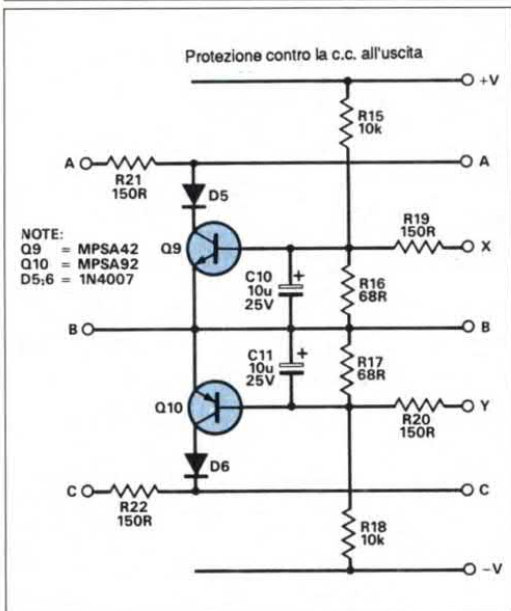 Protezione contro la c.c. all'uscita
+V
R15
10k
A
R21
150R
A
D5
R19
150R
X
NOTE:
Q9 = MPSA42
Q10 = MPSA92
D5;6 = 1N4007
Q9
C10
10u
25V
+
R16
68R
B
B
C11
10u
25V
+
R17
68R
Q10
R20
150R
Y
D6
C
R22
150R
C
R18
10k
-V